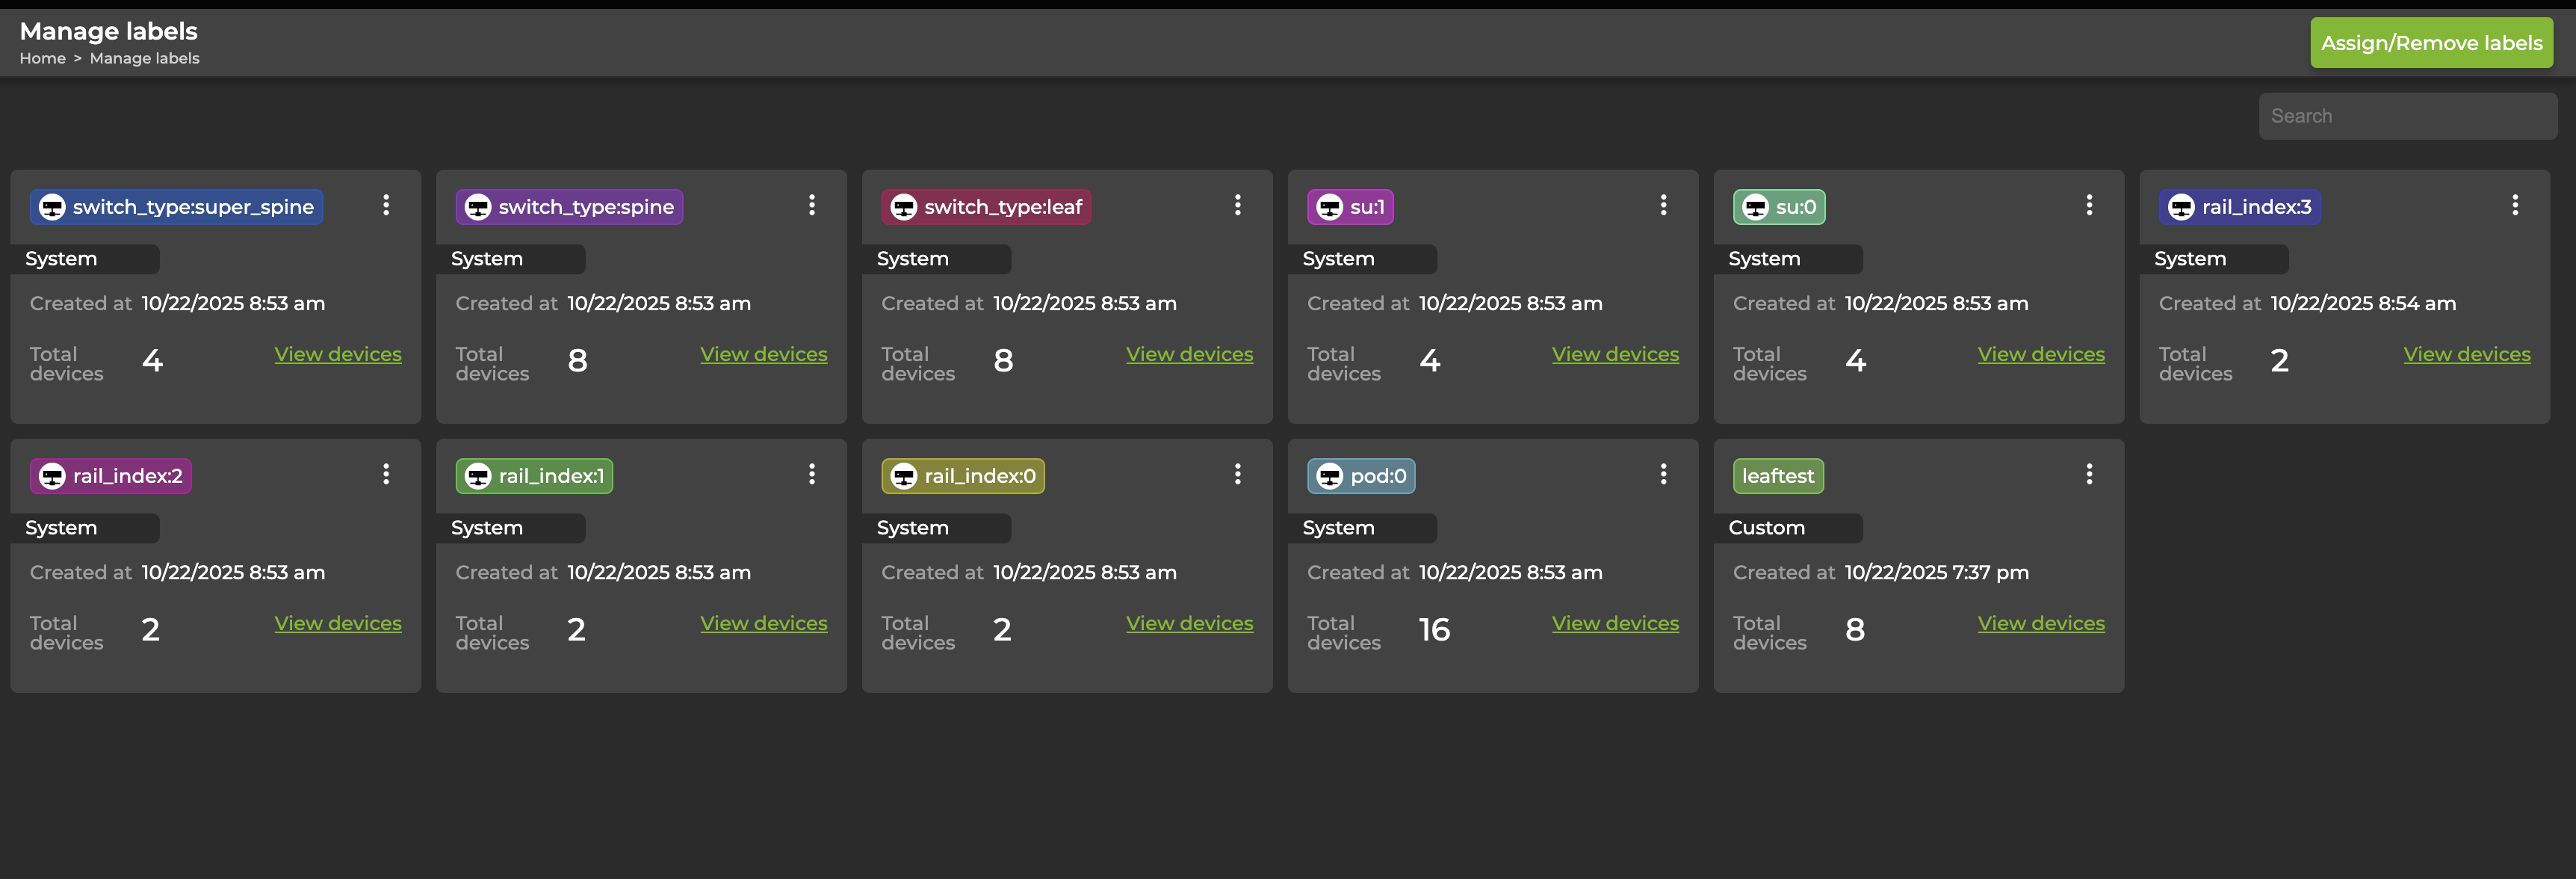 Manage labels
Home > Manage labels
Assign/Remove labels
Search
switch_type:super_spine
System
Created at 10/22/2025 8:53 am
Total devices 4 View devices
switch_type:spine
System
Created at 10/22/2025 8:53 am
Total devices 8 View devices
switch_type:leaf
System
Created at 10/22/2025 8:53 am
Total devices 8 View devices
su:1
System
Created at 10/22/2025 8:53 am
Total devices 4 View devices
su:0
System
Created at 10/22/2025 8:53 am
Total devices 4 View devices
rail_index:3
System
Created at 10/22/2025 8:54 am
Total devices 2 View devices
rail_index:2
System
Created at 10/22/2025 8:53 am
Total devices 2 View devices
rail_index:1
System
Created at 10/22/2025 8:53 am
Total devices 2 View devices
rail_index:0
System
Created at 10/22/2025 8:53 am
Total devices 2 View devices
pod:0
System
Created at 10/22/2025 8:53 am
Total devices 16 View devices
leaftest
Custom
Created at 10/22/2025 7:37 pm
Total devices 8 View devices